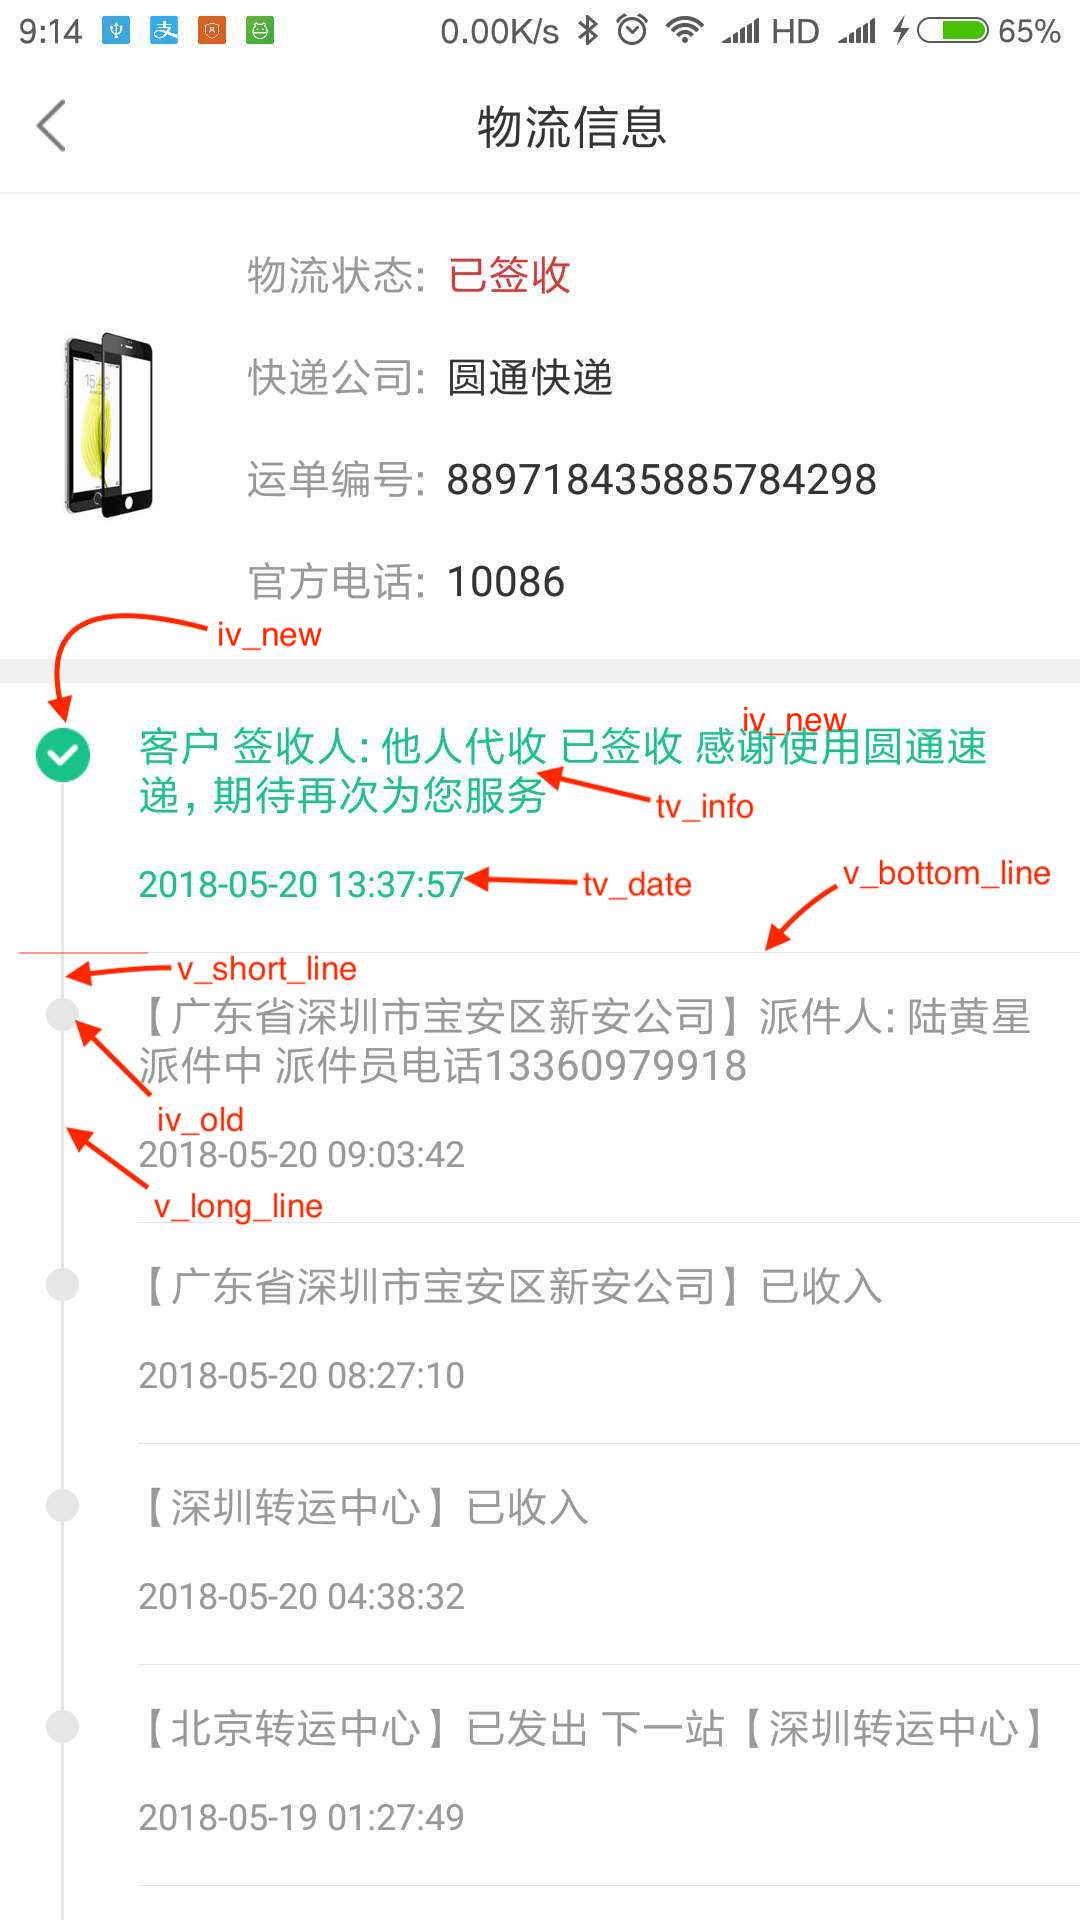 9:14 支 0.00K/s HD 65%
物流信息
物流状态: 已签收
快递公司: 圆通快递
运单编号: 889718435885784298
官方电话: 10086
iv_new
iv_new
客户 签收人: 他人代收 已签收 感谢使用圆通速
递, 期待再次为您服务
tv_info
2018-05-20 13:37:57
tv_date
v_bottom_line
v_short_line
【广东省深圳市宝安区新安公司】派件人: 陆黄星
派件中 派件员电话13360979918
iv_old
2018-05-20 09:03:42
v_long_line
【广东省深圳市宝安区新安公司】已收入
2018-05-20 08:27:10
【深圳转运中心】已收入
2018-05-20 04:38:32
【北京转运中心】已发出 下一站【深圳转运中心】
2018-05-19 01:27:49